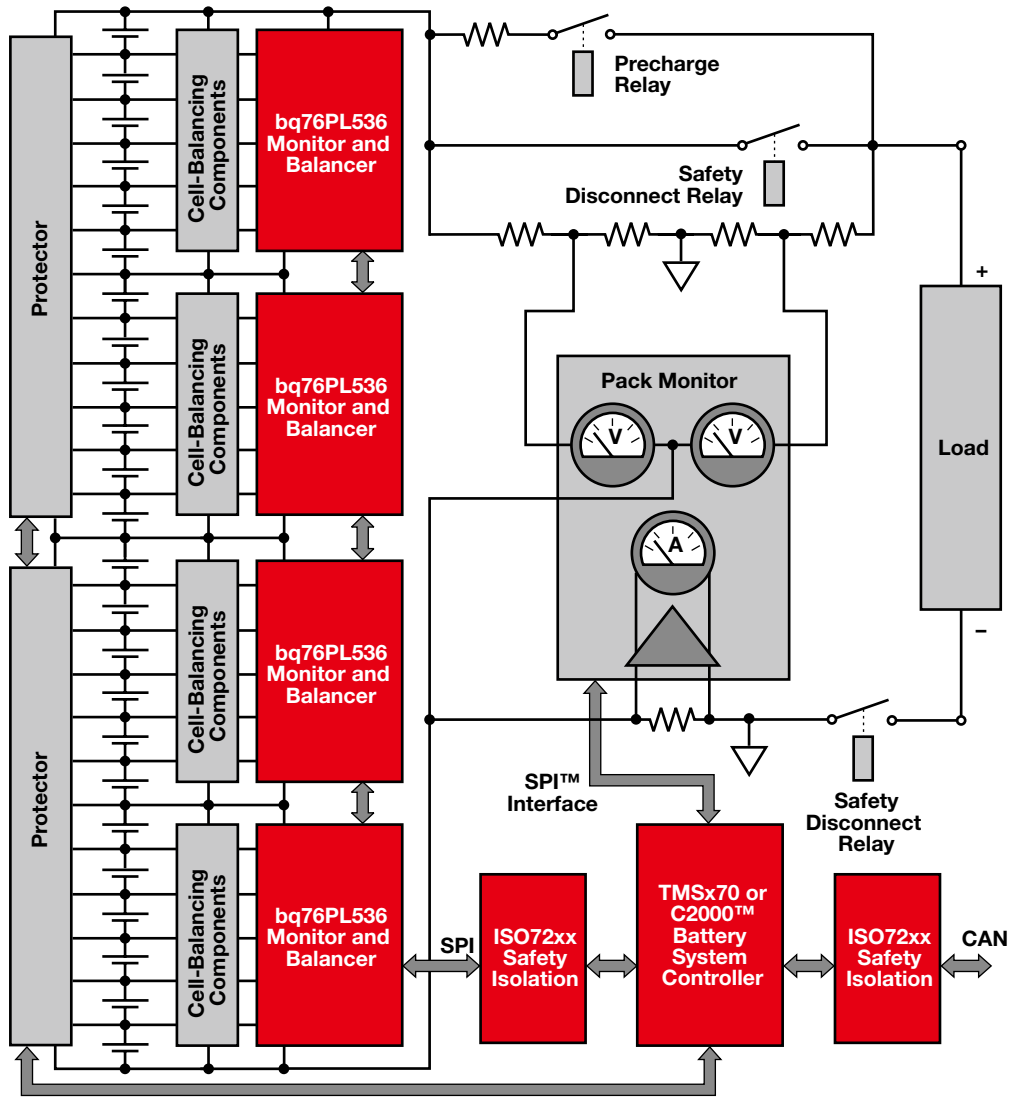 Protector
Cell-Balancing
Components
bq76PL536
Monitor and
Balancer
Precharge
Relay
Safety
Disconnect Relay
Cell-Balancing
Components
bq76PL536
Monitor and
Balancer
Pack Monitor
V
V
A
+
Load
–
Protector
Cell-Balancing
Components
bq76PL536
Monitor and
Balancer
SPI™
Interface
Safety
Disconnect
Relay
Cell-Balancing
Components
bq76PL536
Monitor and
Balancer
SPI
ISO72xx
Safety
Isolation
TMSx70 or
C2000™
Battery
System
Controller
ISO72xx
Safety
Isolation
CAN